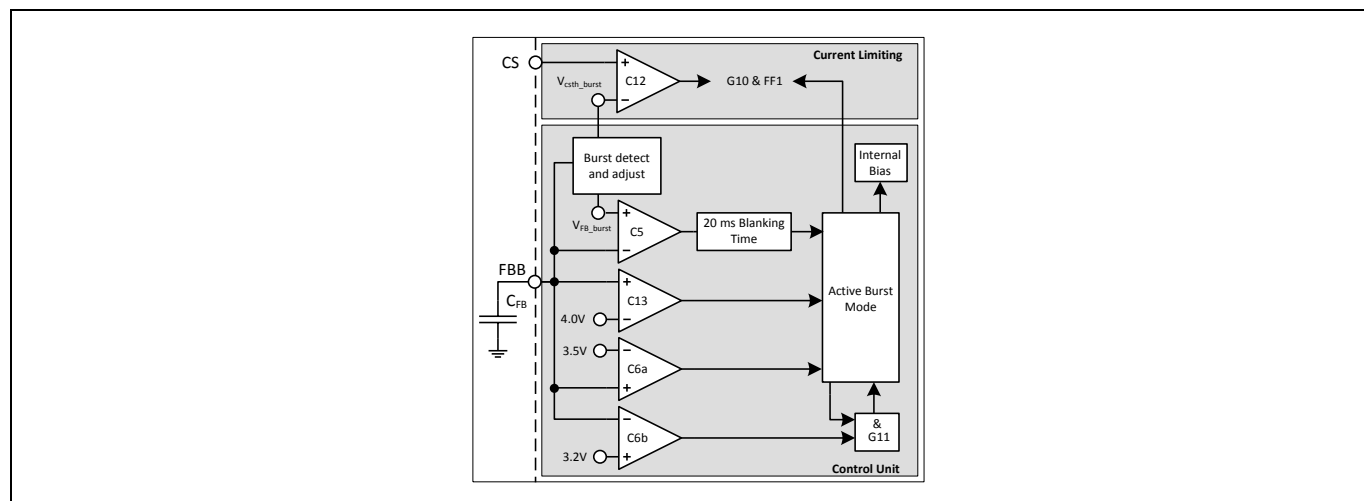 Current Limiting
CS
+
C12
−
V_csth_burst
G10 & FF1
Burst detect
and adjust
Internal
Bias
V_FB_burst
+
C5
−
20 ms Blanking
Time
FBB
C_FB
+
C13
−
4.0V
Active Burst
Mode
3.5V
−
C6a
+
−
C6b
+
3.2V
&
G11
Control Unit